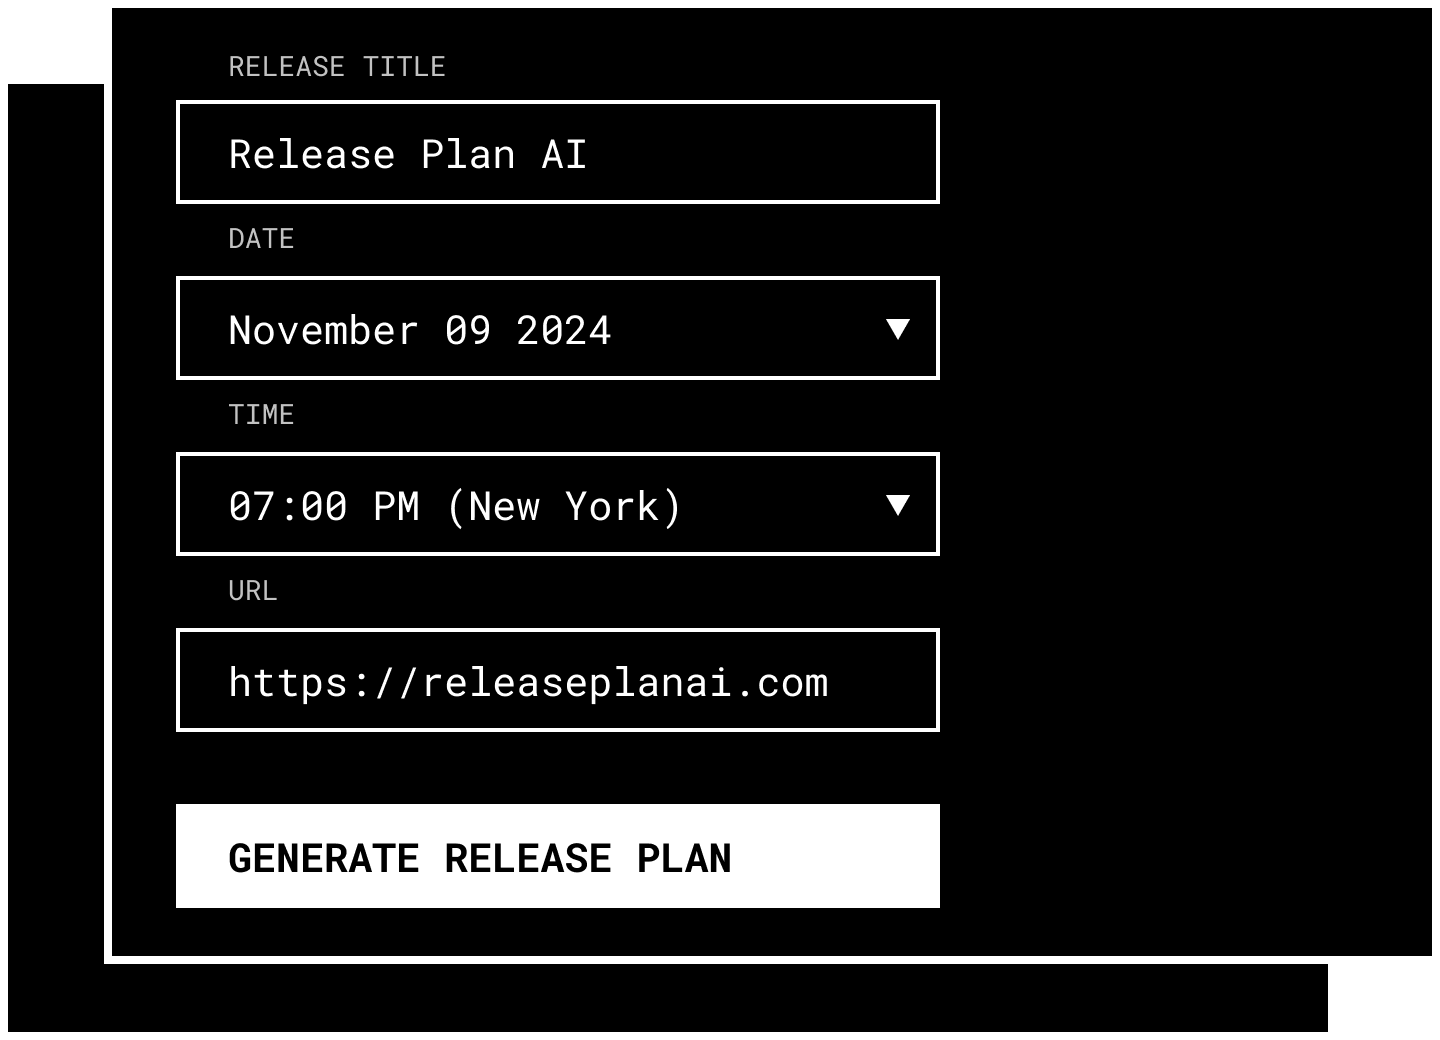 RELEASE TITLE
Release Plan AI
DATE
November 09 2024
TIME
07:00 PM (New York)
URL
https://releaseplanai.com
GENERATE RELEASE PLAN